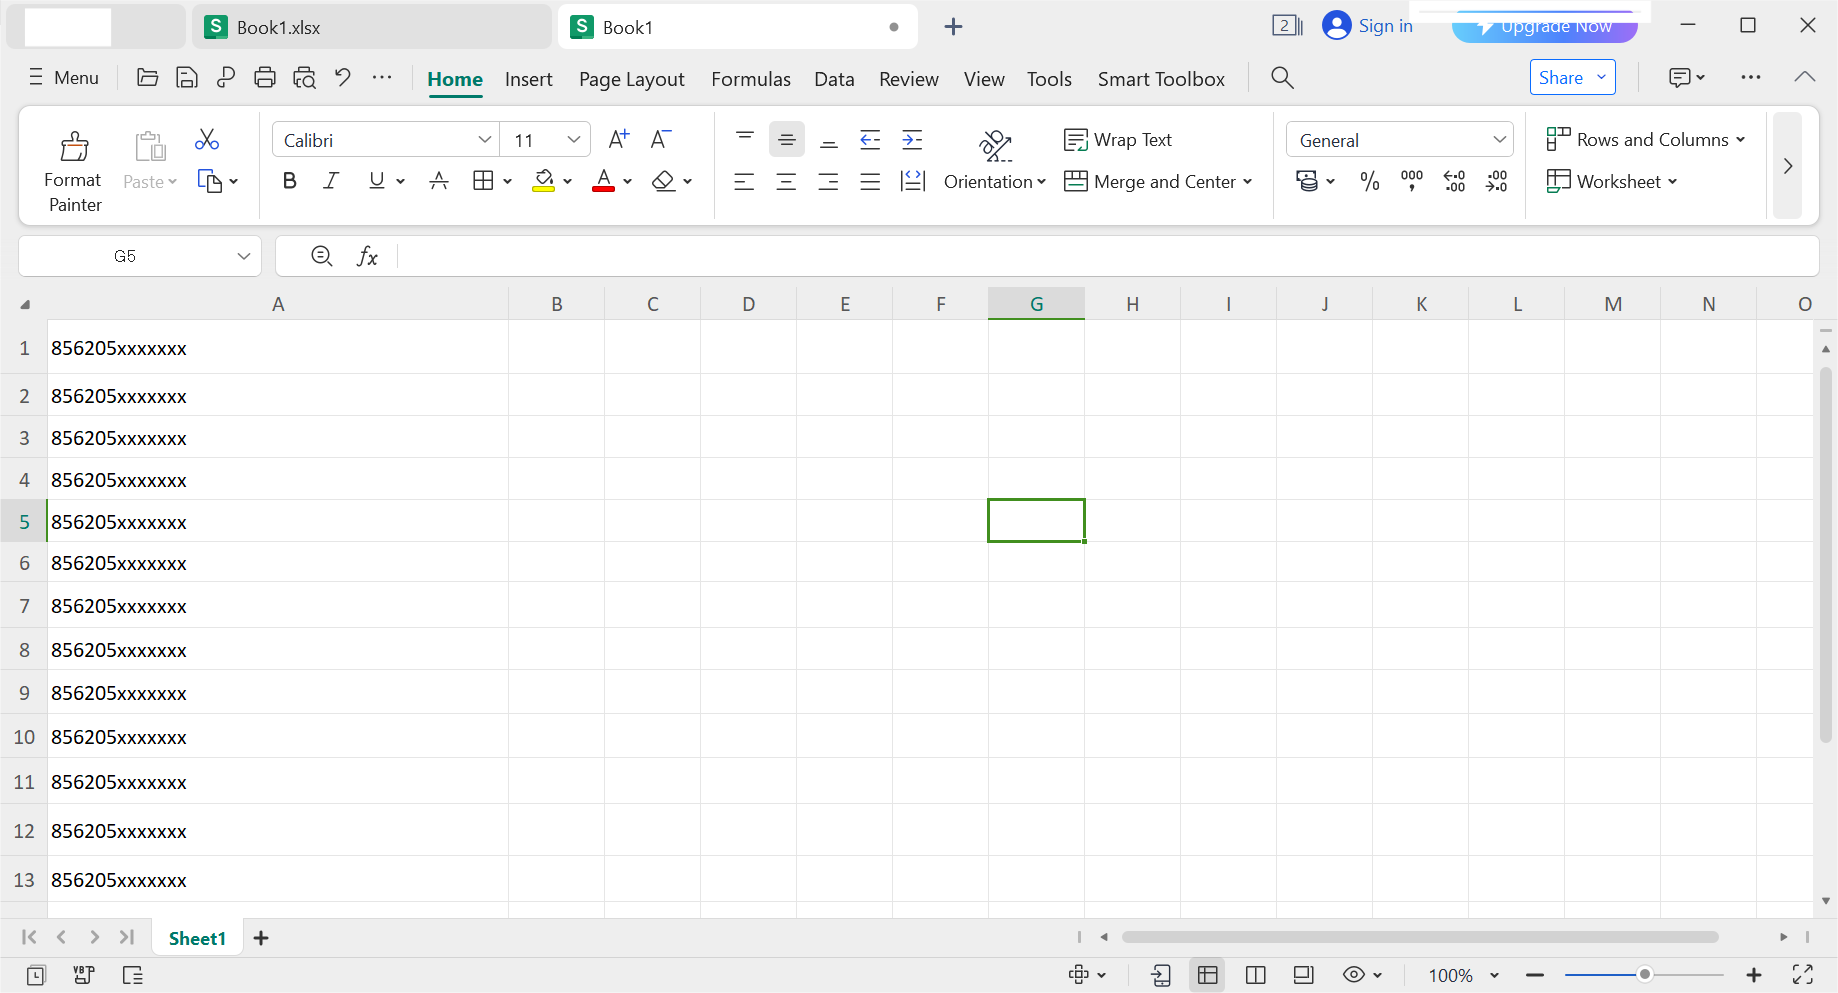 Book1.xlsx
Book1
2
Sign in
Upgrade Now
Menu
Home Insert Page Layout Formulas Data Review View Tools Smart Toolbox
Share
Format Painter
Paste
Calibri
11
A+ A-
B I U A
A
Orientation
Wrap Text
Merge and Center
General
% 000
Rows and Columns
Worksheet
G5
fx
A B C D E F G H I J K L M N O
1 856205xxxxxxx
2 856205xxxxxxx
3 856205xxxxxxx
4 856205xxxxxxx
5 856205xxxxxxx
6 856205xxxxxxx
7 856205xxxxxxx
8 856205xxxxxxx
9 856205xxxxxxx
10 856205xxxxxxx
11 856205xxxxxxx
12 856205xxxxxxx
13 856205xxxxxxx
Sheet1
100%